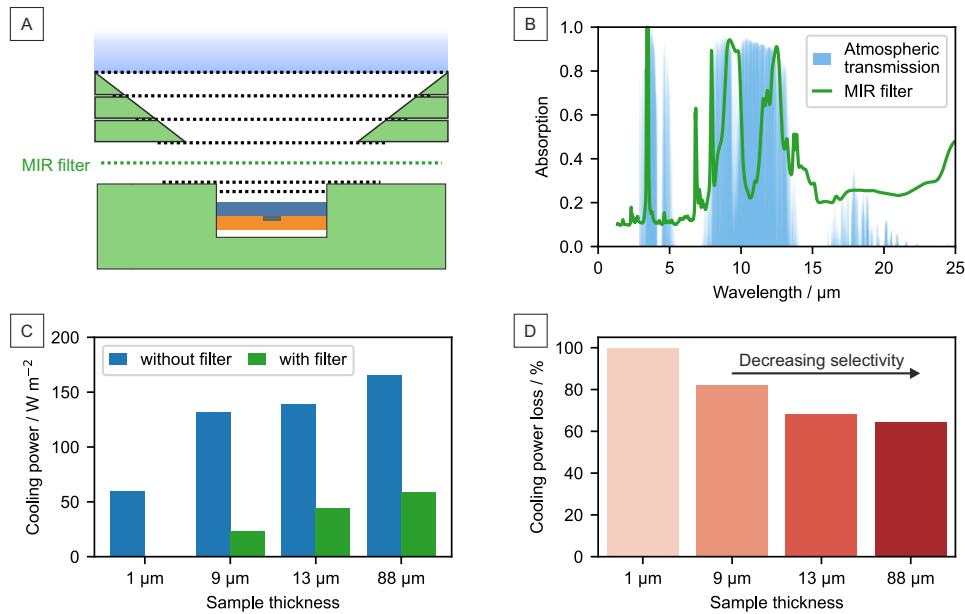 A
MIR filter
B
Absorption
1.0
0.8
0.6
0.4
0.2
0.0
0
5
10
15
20
25
Wavelength / µm
Atmospheric
transmission
MIR filter
C
Cooling power / W m⁻²
200
150
100
50
0
without filter
with filter
1 µm
9 µm
13 µm
88 µm
Sample thickness
D
Cooling power loss / %
100
80
60
40
20
0
Decreasing selectivity
1 µm
9 µm
13 µm
88 µm
Sample thickness